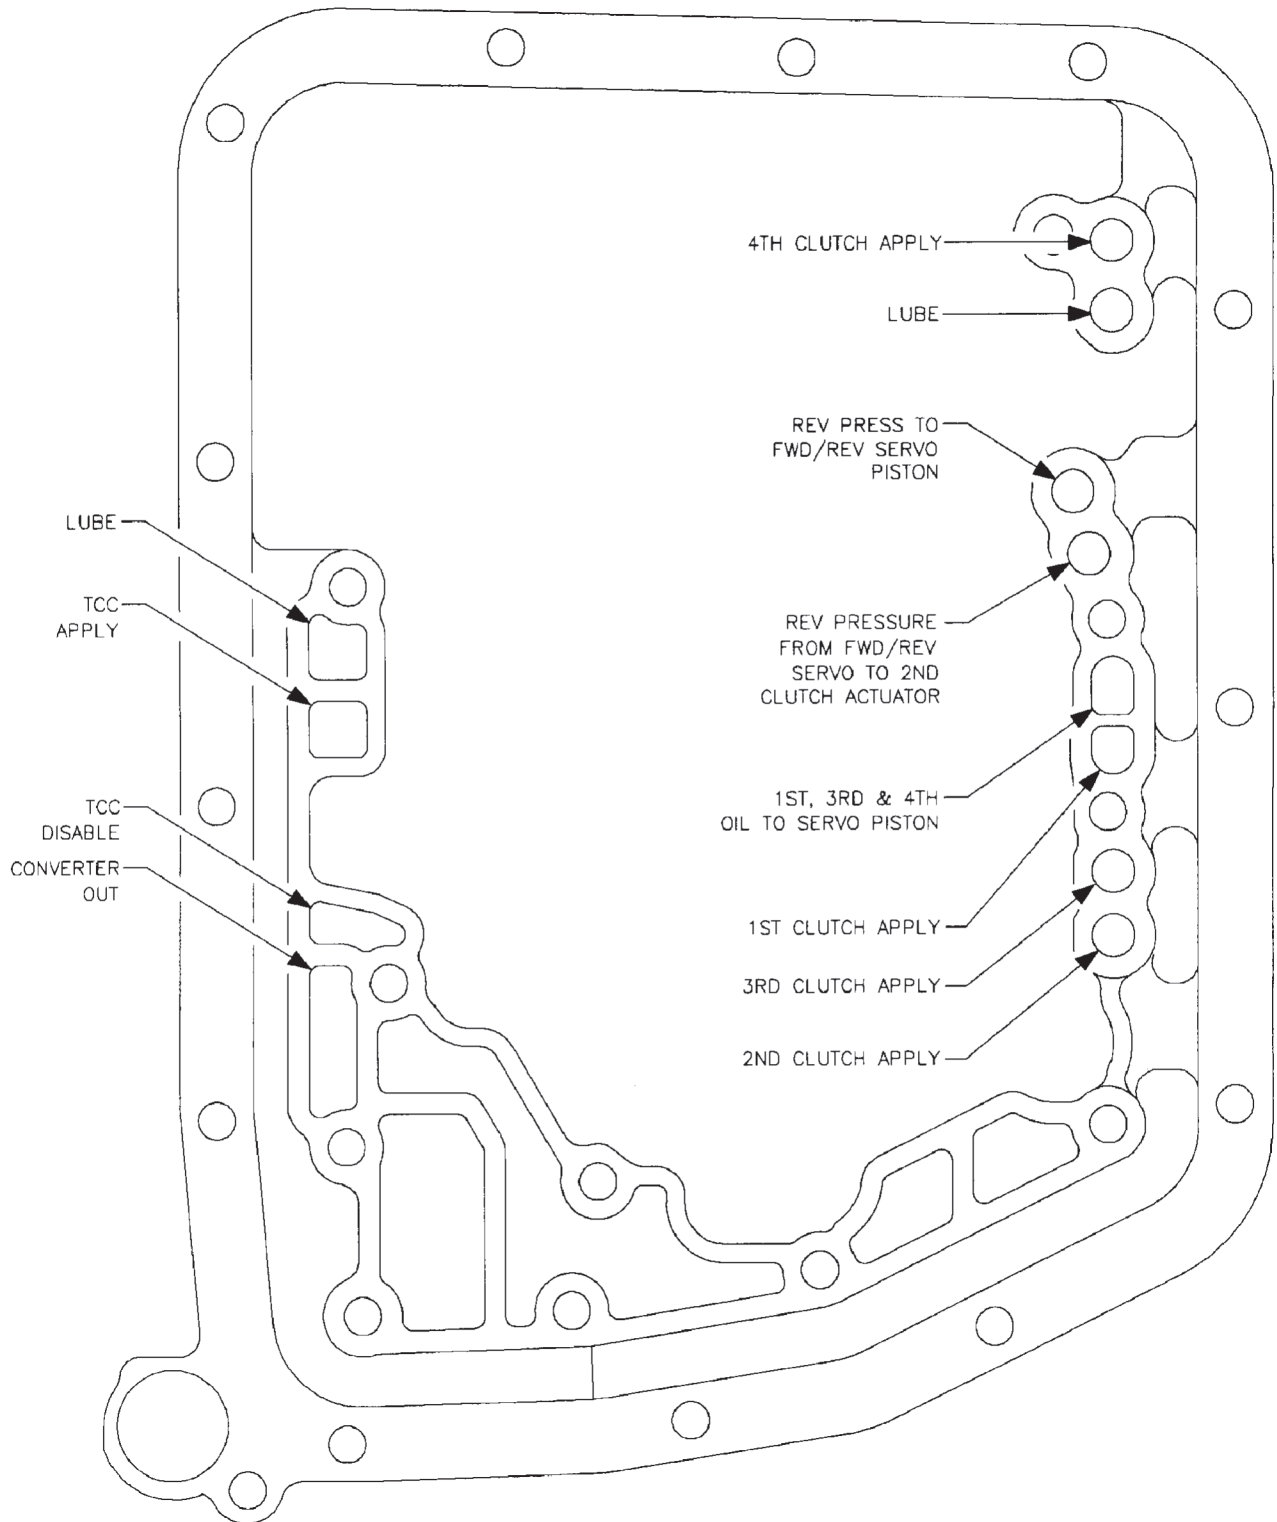 4TH CLUTCH APPLY
LUBE
REV PRESS TO
FWD/REV SERVO
PISTON
LUBE
TCC
APPLY
REV PRESSURE
FROM FWD/REV
SERVO TO 2ND
CLUTCH ACTUATOR
TCC
DISABLE
1ST, 3RD & 4TH
OIL TO SERVO PISTON
CONVERTER
OUT
1ST CLUTCH APPLY
3RD CLUTCH APPLY
2ND CLUTCH APPLY